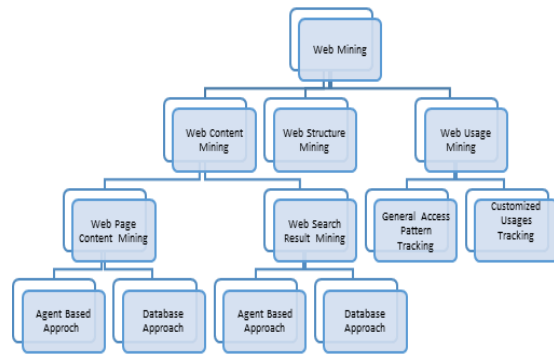 Web Mining
Web Content
Mining
Web Structure
Mining
Web Usage
Mining
Web Page
Content Mining
Web Search
Result Mining
General Access
Pattern
Tracking
Customized
Usages
Tracking
Agent Based
Approch
Database
Approach
Agent Based
Approach
Database
Approach